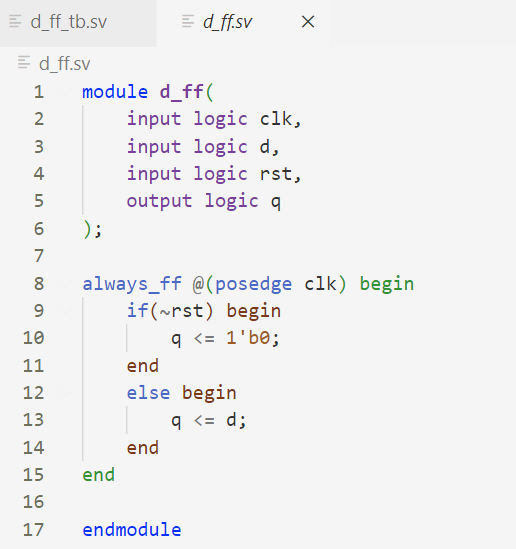 d_ff_tb.sv d_ff.sv ×
d_ff.sv
1 module d_ff(
2     input logic clk,
3     input logic d,
4     input logic rst,
5     output logic q
6 );
7
8 always_ff @(posedge clk) begin
9     if(~rst) begin
10         q <= 1'b0;
11     end
12     else begin
13         q <= d;
14     end
15 end
16
17 endmodule